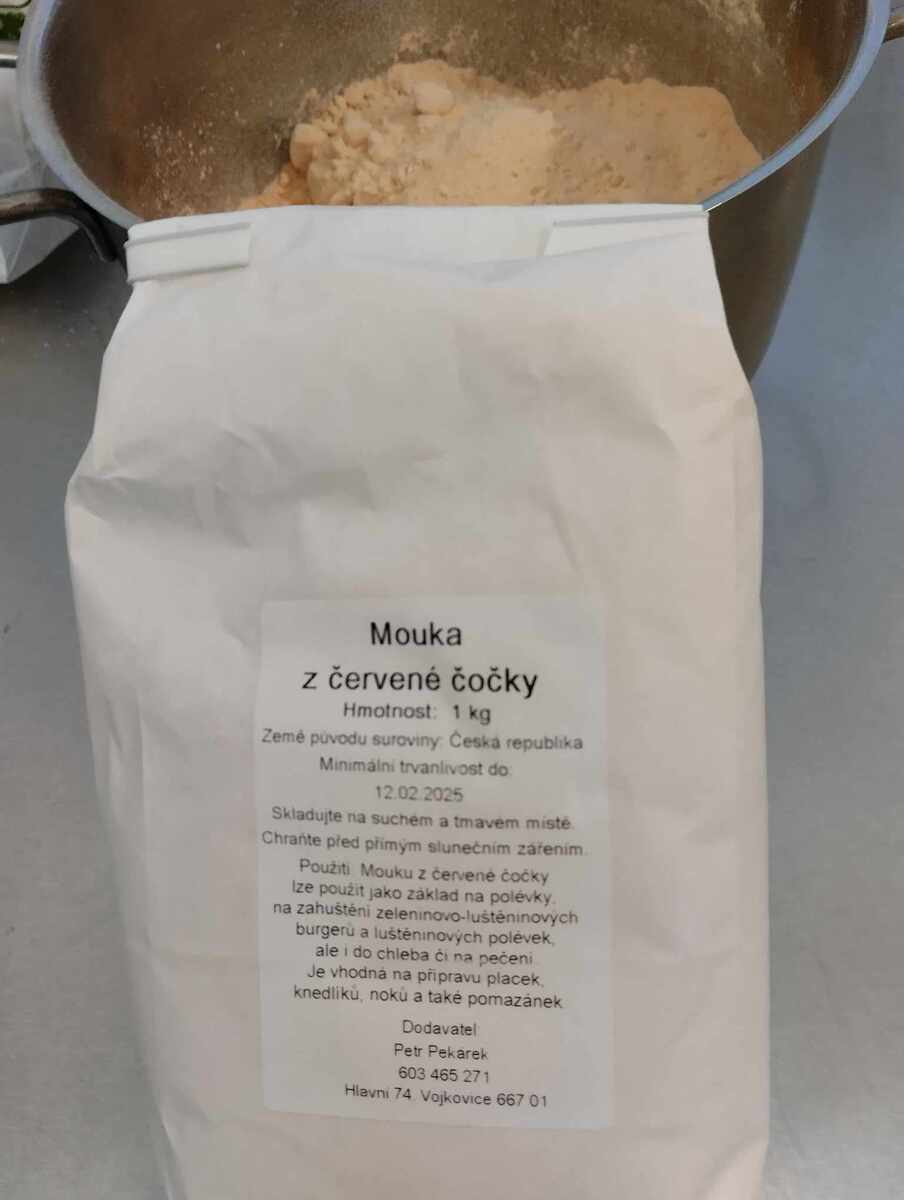 Mouka
z červené čočky
Hmotnost: 1 kg
Země původu suroviny: Česká republika
Minimální trvanlivost do:
12.02.2025
Skladujte na suchém a tmavém místě.
Chraňte před přímým slunečním zářením.
Použití: Mouku z červené čočky
lze použít jako základ na polévky,
na zahuštění zeleninovo-luštěninových
burgerů a luštěninových polévek,
ale i do chleba či na pečení.
Je vhodná na přípravu placek,
knedlíků, noků a také pomazánek.
Dodavatel:
Petr Pekárek
603 465 271
Hlavní 74, Vojkovice 667 01